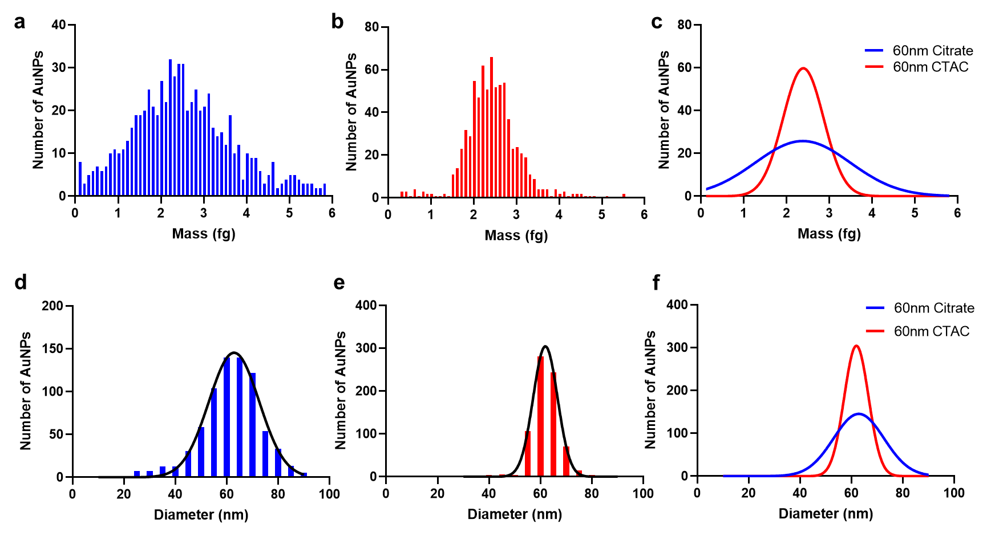 a
Number of AuNPs
40
30
20
10
0
0 1 2 3 4 5 6
Mass (fg)
b
Number of AuNPs
80
60
40
20
0
0 1 2 3 4 5 6
Mass (fg)
c
Number of AuNPs
80
60
40
20
0
0 1 2 3 4 5 6
Mass (fg)
60nm Citrate
60nm CTAC
d
Number of AuNPs
200
150
100
50
0
0 20 40 60 80 100
Diameter (nm)
e
Number of AuNPs
400
300
200
100
0
0 20 40 60 80 100
Diameter (nm)
f
Number of AuNPs
400
300
200
100
0
0 20 40 60 80 100
Diameter (nm)
60nm Citrate
60nm CTAC